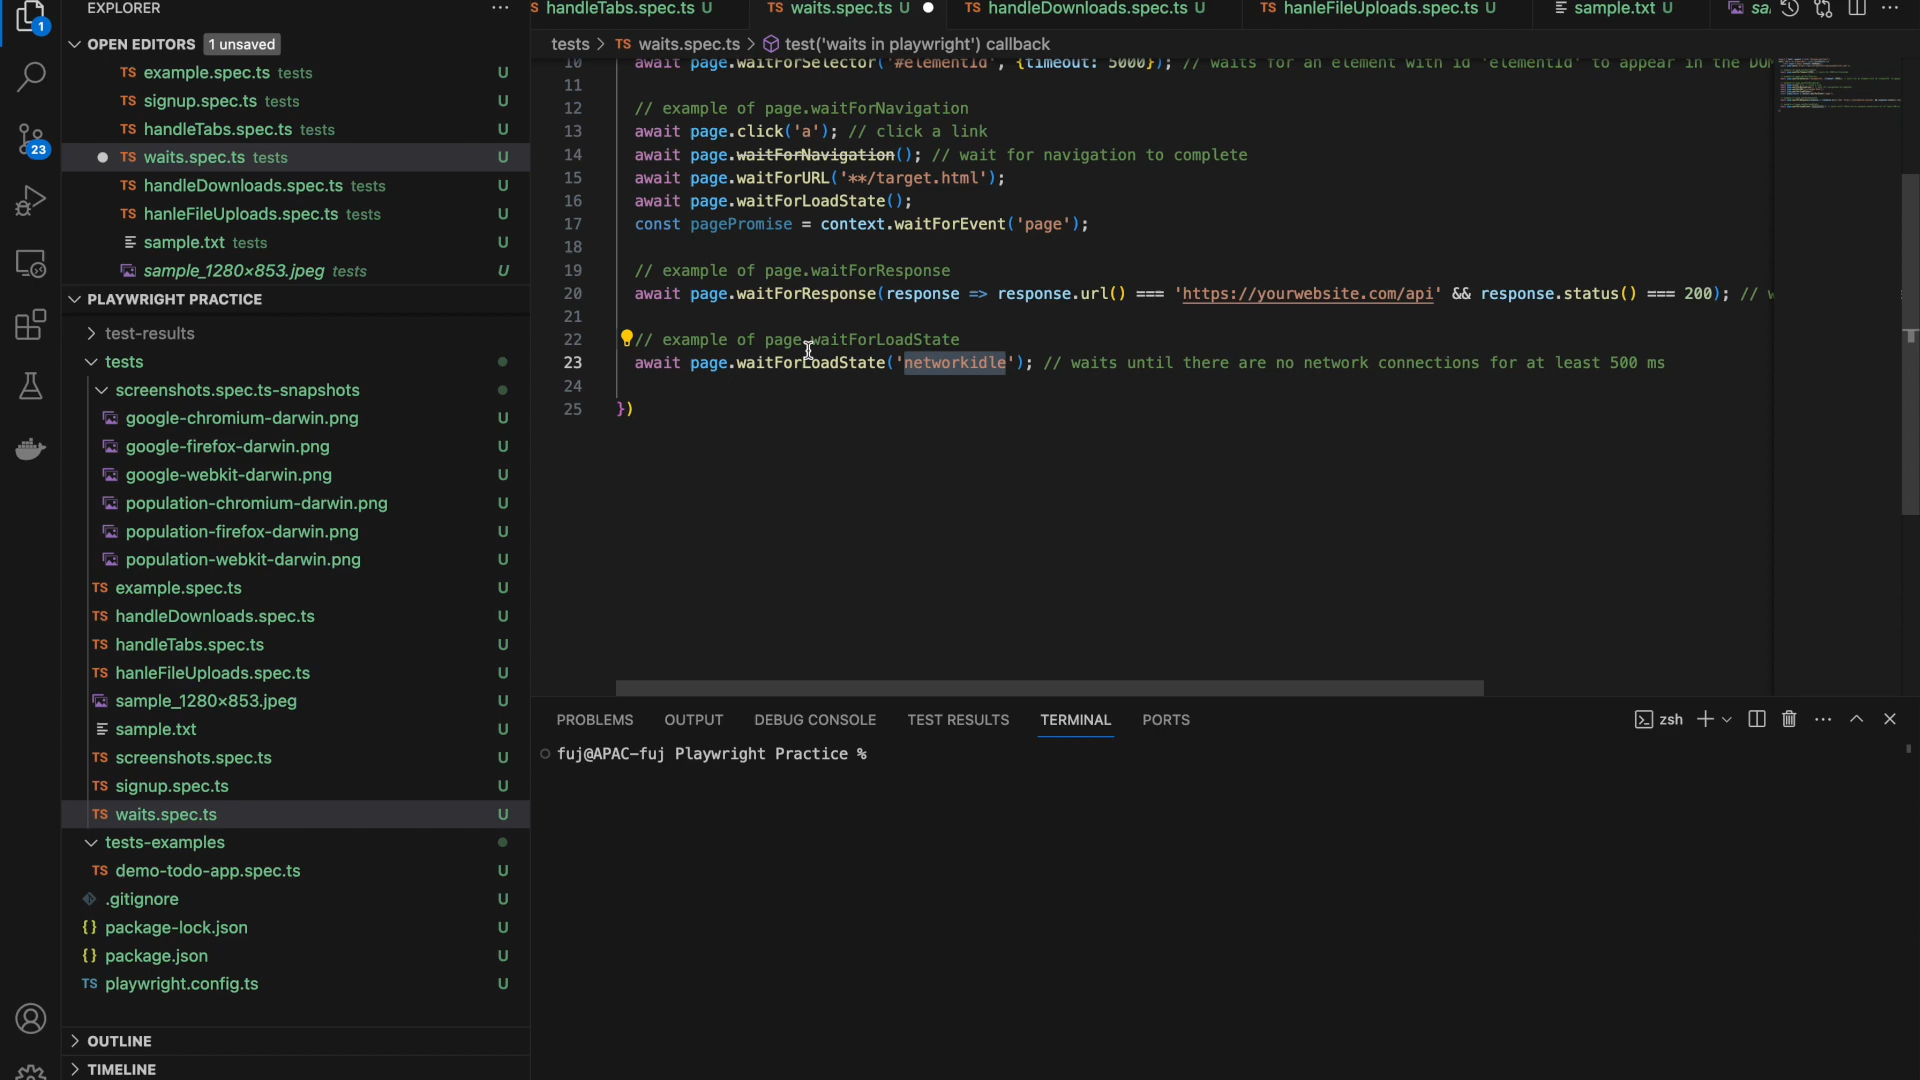 EXPLORER
OPEN EDITORS 1 unsaved
TS example.spec.ts tests U
TS signup.spec.ts tests U
TS handleTabs.spec.ts tests U
TS waits.spec.ts tests U
TS handleDownloads.spec.ts tests U
TS hanleFileUploads.spec.ts tests U
sample.txt tests U
sample_1280×853.jpeg tests U
PLAYWRIGHT PRACTICE
test-results
tests
screenshots.spec.ts-snapshots
google-chromium-darwin.png U
google-firefox-darwin.png U
google-webkit-darwin.png U
population-chromium-darwin.png U
population-firefox-darwin.png U
population-webkit-darwin.png U
TS example.spec.ts U
TS handleDownloads.spec.ts U
TS handleTabs.spec.ts U
TS hanleFileUploads.spec.ts U
sample_1280×853.jpeg U
sample.txt U
TS screenshots.spec.ts U
TS signup.spec.ts U
TS waits.spec.ts U
tests-examples
TS demo-todo-app.spec.ts U
.gitignore U
{} package-lock.json U
{} package.json U
TS playwright.config.ts U
OUTLINE
TIMELINE
1
23
handleTabs.spec.ts U
TS waits.spec.ts U
TS handleDownloads.spec.ts U
TS hanleFileUploads.spec.ts U
sample.txt U
tests > TS waits.spec.ts > test('waits in playwright') callback
10 await page.waitForSelector('#elementId', {timeout: 5000}); // waits for an element with id 'elementId' to appear in the DOM
11
12 // example of page.waitForNavigation
13 await page.click('a'); // click a link
14 await page.waitForNavigation(); // wait for navigation to complete
15 await page.waitForURL('**/target.html');
16 await page.waitForLoadState();
17 const pagePromise = context.waitForEvent('page');
18
19 // example of page.waitForResponse
20 await page.waitForResponse(response => response.url() === 'https://yourwebsite.com/api' && response.status() === 200); // w
21
22 // example of page.waitForLoadState
23 await page.waitForLoadState('networkidle'); // waits until there are no network connections for at least 500 ms
24
25 })
PROBLEMS OUTPUT DEBUG CONSOLE TEST RESULTS TERMINAL PORTS
zsh
fuj@APAC-fuj Playwright Practice %